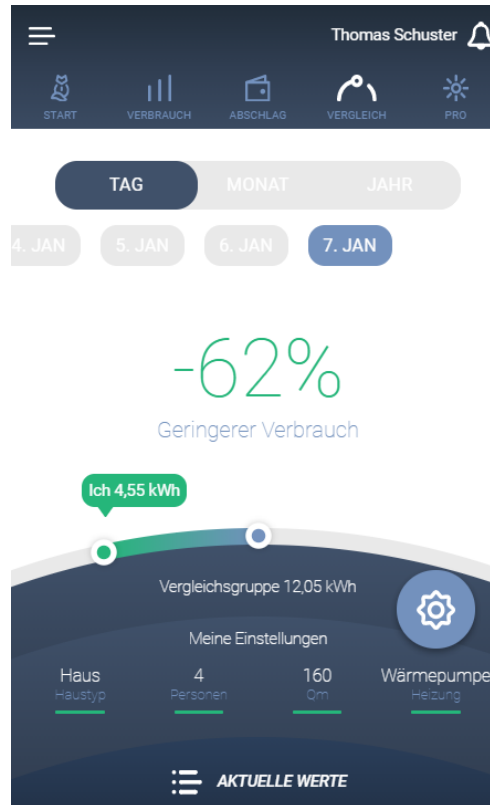 Thomas Schuster
START VERBRAUCH ABSCHLAG VERGLEICH PRO
TAG MONAT JAHR
4. JAN 5. JAN 6. JAN 7. JAN
-62%
Geringerer Verbrauch
Ich 4,55 kWh
Vergleichsgruppe 12,05 kWh
Meine Einstellungen
Haus 4 160 Wärmepumpe
Haustyp Personen Qm Heizung
AKTUELLE WERTE